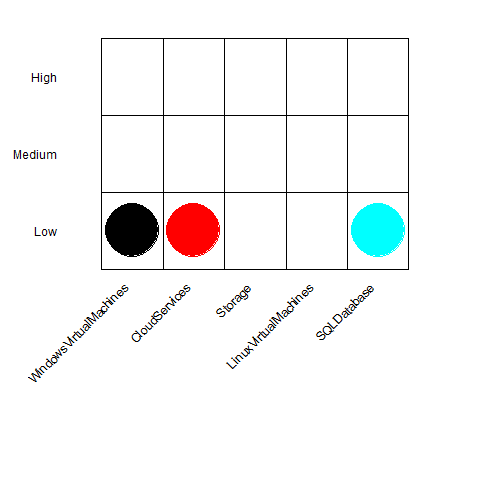 High
Medium
Low
WindowsVirtualMachines
CloudServices
Storage
LinuxVirtualMachines
SQLDatabase